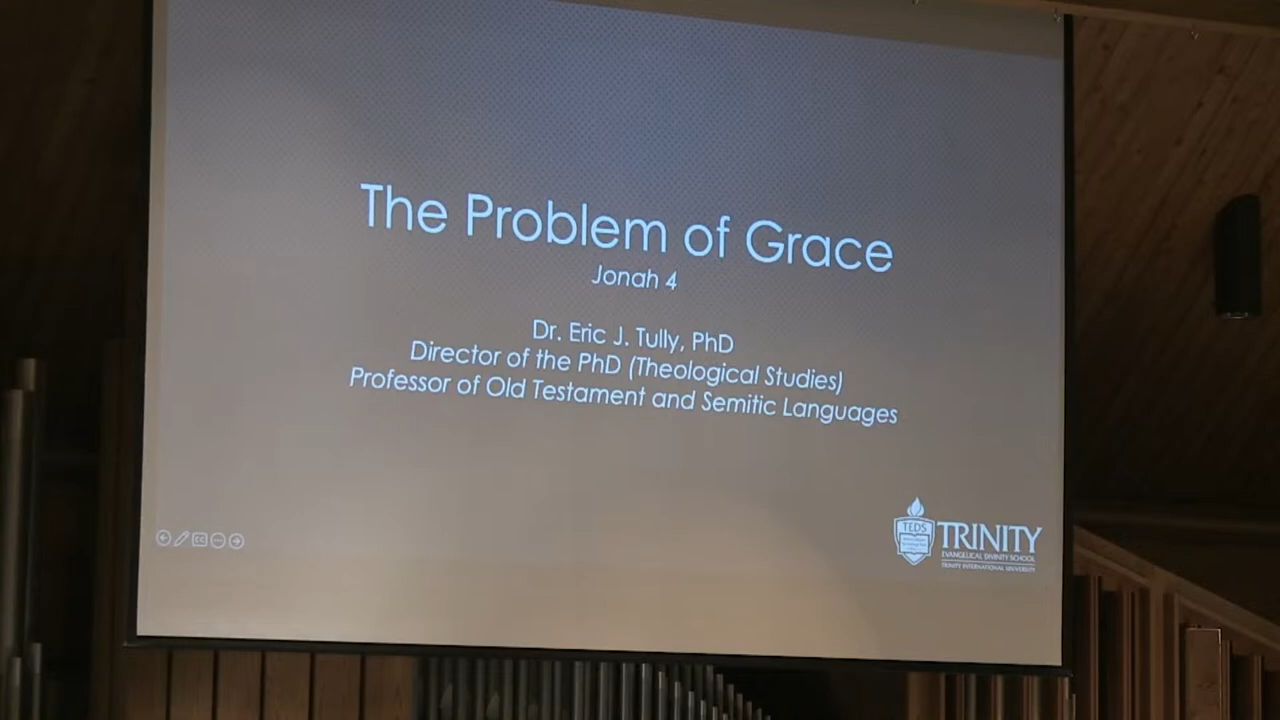 The Problem of Grace
Jonah 4
Dr. Eric J. Tully, PhD
Director of the PhD (Theological Studies)
Professor of Old Testament and Semitic Languages
CC
TEDS
TRINITY
EVANGELICAL DIVINITY SCHOOL
TRINITY INTERNATIONAL UNIVERSITY